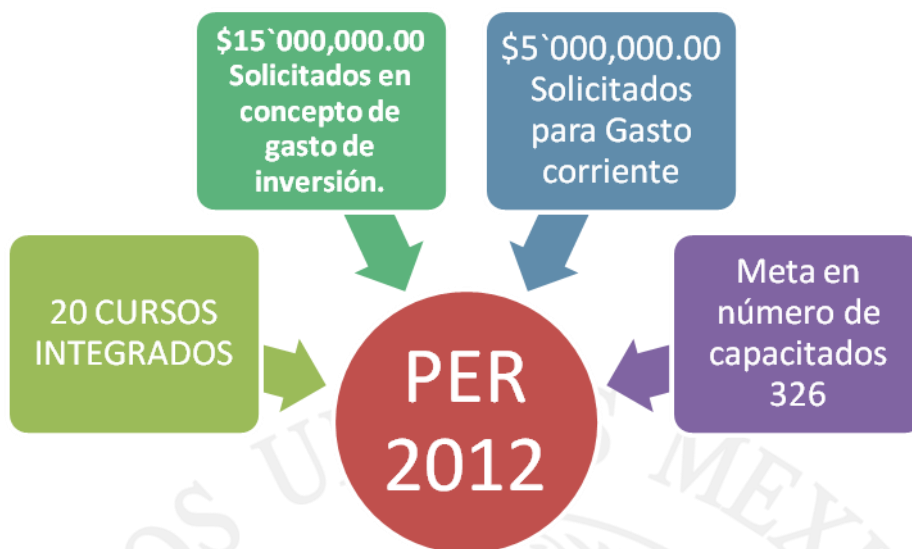 $15`000,000.00
Solicitados en
concepto de
gasto de
inversión.
$5`000,000.00
Solicitados
para Gasto
corriente
20 CURSOS
INTEGRADOS
Meta en
número de
capacitados
326
PER
2012